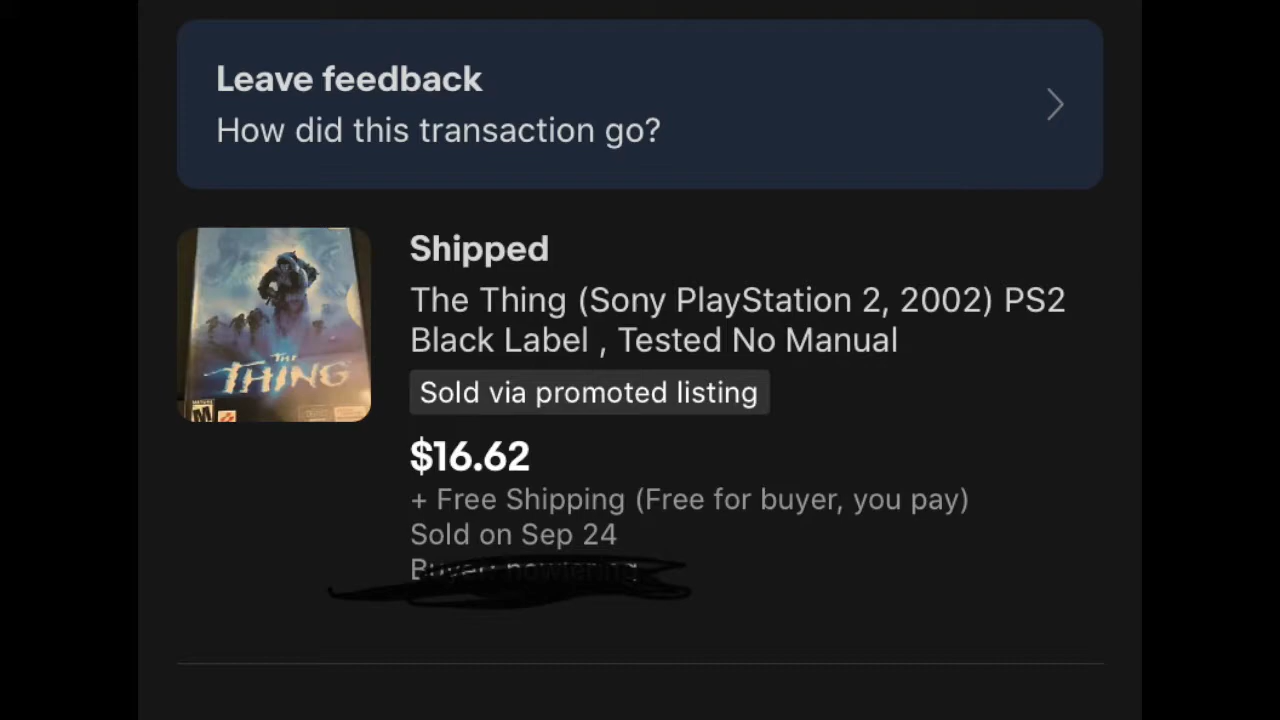 Leave feedback
How did this transaction go?
THE
THING
M
Shipped
The Thing (Sony PlayStation 2, 2002) PS2
Black Label , Tested No Manual
Sold via promoted listing
$16.62
+ Free Shipping (Free for buyer, you pay)
Sold on Sep 24